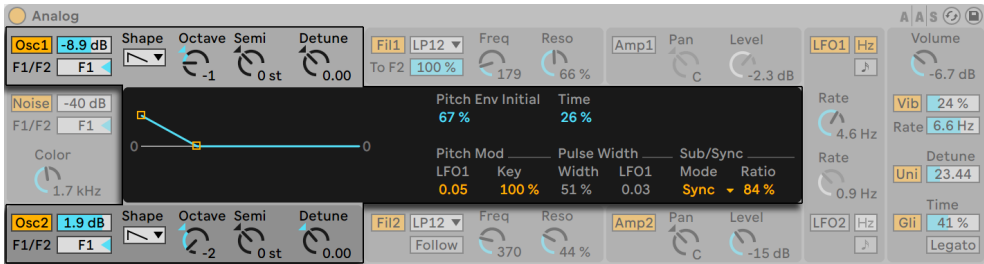 Analog A A S
Osc1 -8.9 dB Shape Octave Semi Detune Fil1 LP12 Freq Reso Amp1 Pan Level LFO1 Hz Volume
F1/F2 F1 -1 0 st 0.00 To F2 100 % 179 66 % C -2.3 dB ♪ -6.7 dB
Noise -40 dB Pitch Env Initial Time Rate Vib 24 %
F1/F2 F1 67 % 26 % 4.6 Hz Rate 6.6 Hz
0 0
Color Pitch Mod Pulse Width Sub/Sync Rate Detune
1.7 kHz LFO1 Key Width LFO1 Mode Ratio Uni 23.44
0.05 100 % 51 % 0.03 Sync 84 % 0.9 Hz
Osc2 1.9 dB Shape Octave Semi Detune Fil2 LP12 Freq Reso Amp2 Pan Level LFO2 Hz Time
Gli 41 %
F1/F2 F1 -2 0 st 0.00 Follow 370 44 % C -15 dB ♪ Legato